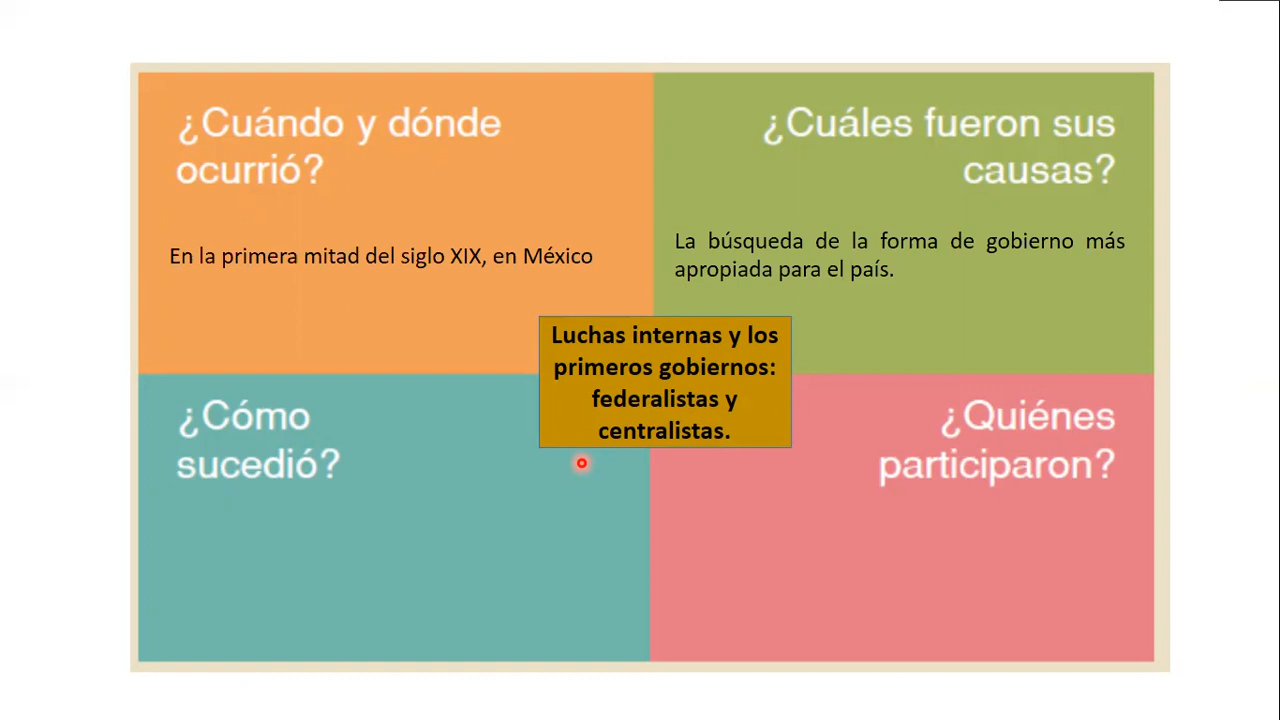 ¿Cuándo y dónde
ocurrió?
En la primera mitad del siglo XIX, en México
¿Cuáles fueron sus
causas?
La búsqueda de la forma de gobierno más
apropiada para el país.
Luchas internas y los
primeros gobiernos:
federalistas y
centralistas.
¿Cómo
sucedió?
¿Quiénes
participaron?